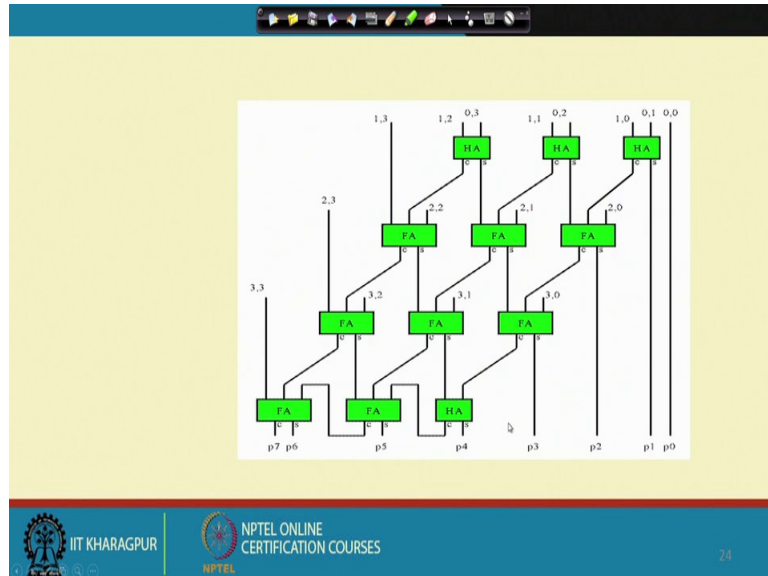 0,3 0,2 0,1 0,0
1,3 1,2 1,1 1,0
HA HA HA
c s c s c s
2,3 2,2 2,1 2,0
FA FA FA
c s c s c s
3,3 3,2 3,1 3,0
FA FA FA
c s c s c s
FA FA HA
c s c s c s
p7 p6 p5 p4 p3 p2 p1 p0
IIT KHARAGPUR
NPTEL
NPTEL ONLINE
CERTIFICATION COURSES
24